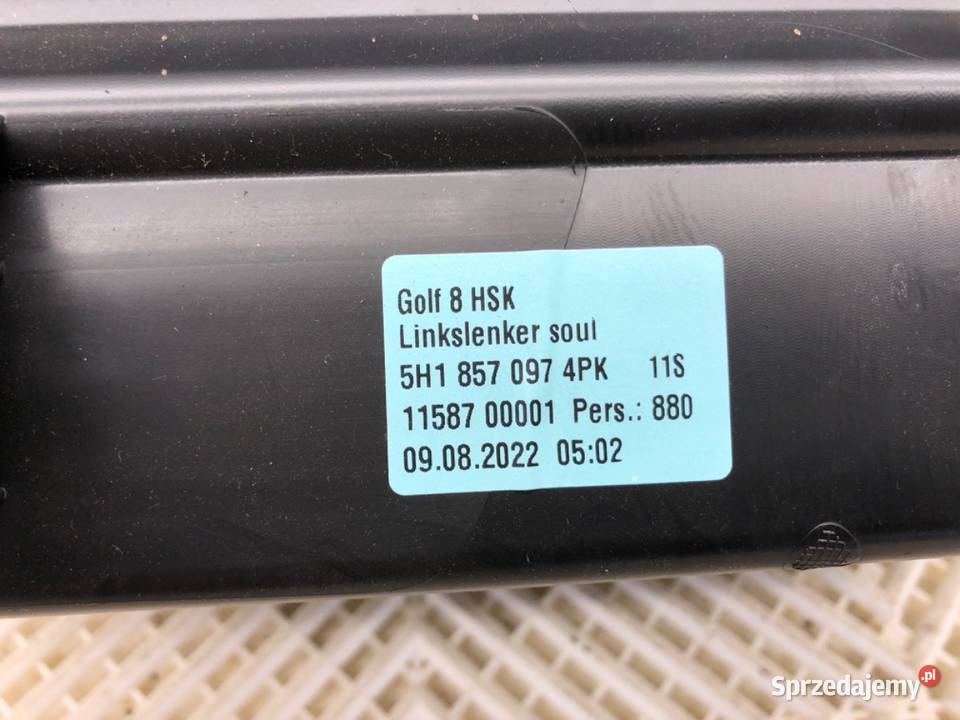 Golf 8 HSK
Linkslenker soul
5H1 857 097 4PK 11S
11587 00001 Pers.: 880
09.08.2022 05:02
Sprzedajemy.pl